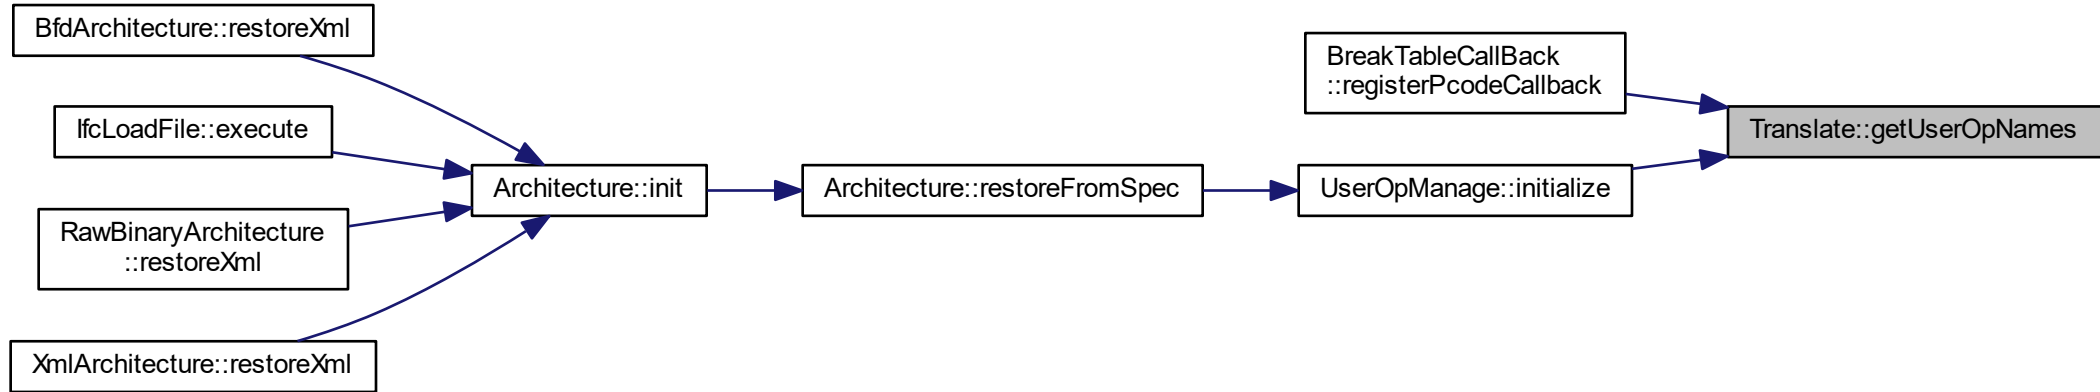 BfdArchitecture::restoreXml
IfcLoadFile::execute
RawBinaryArchitecture
::restoreXml
XmlArchitecture::restoreXml
Architecture::init
Architecture::restoreFromSpec
BreakTableCallBack
::registerPcodeCallback
UserOpManage::initialize
Translate::getUserOpNames